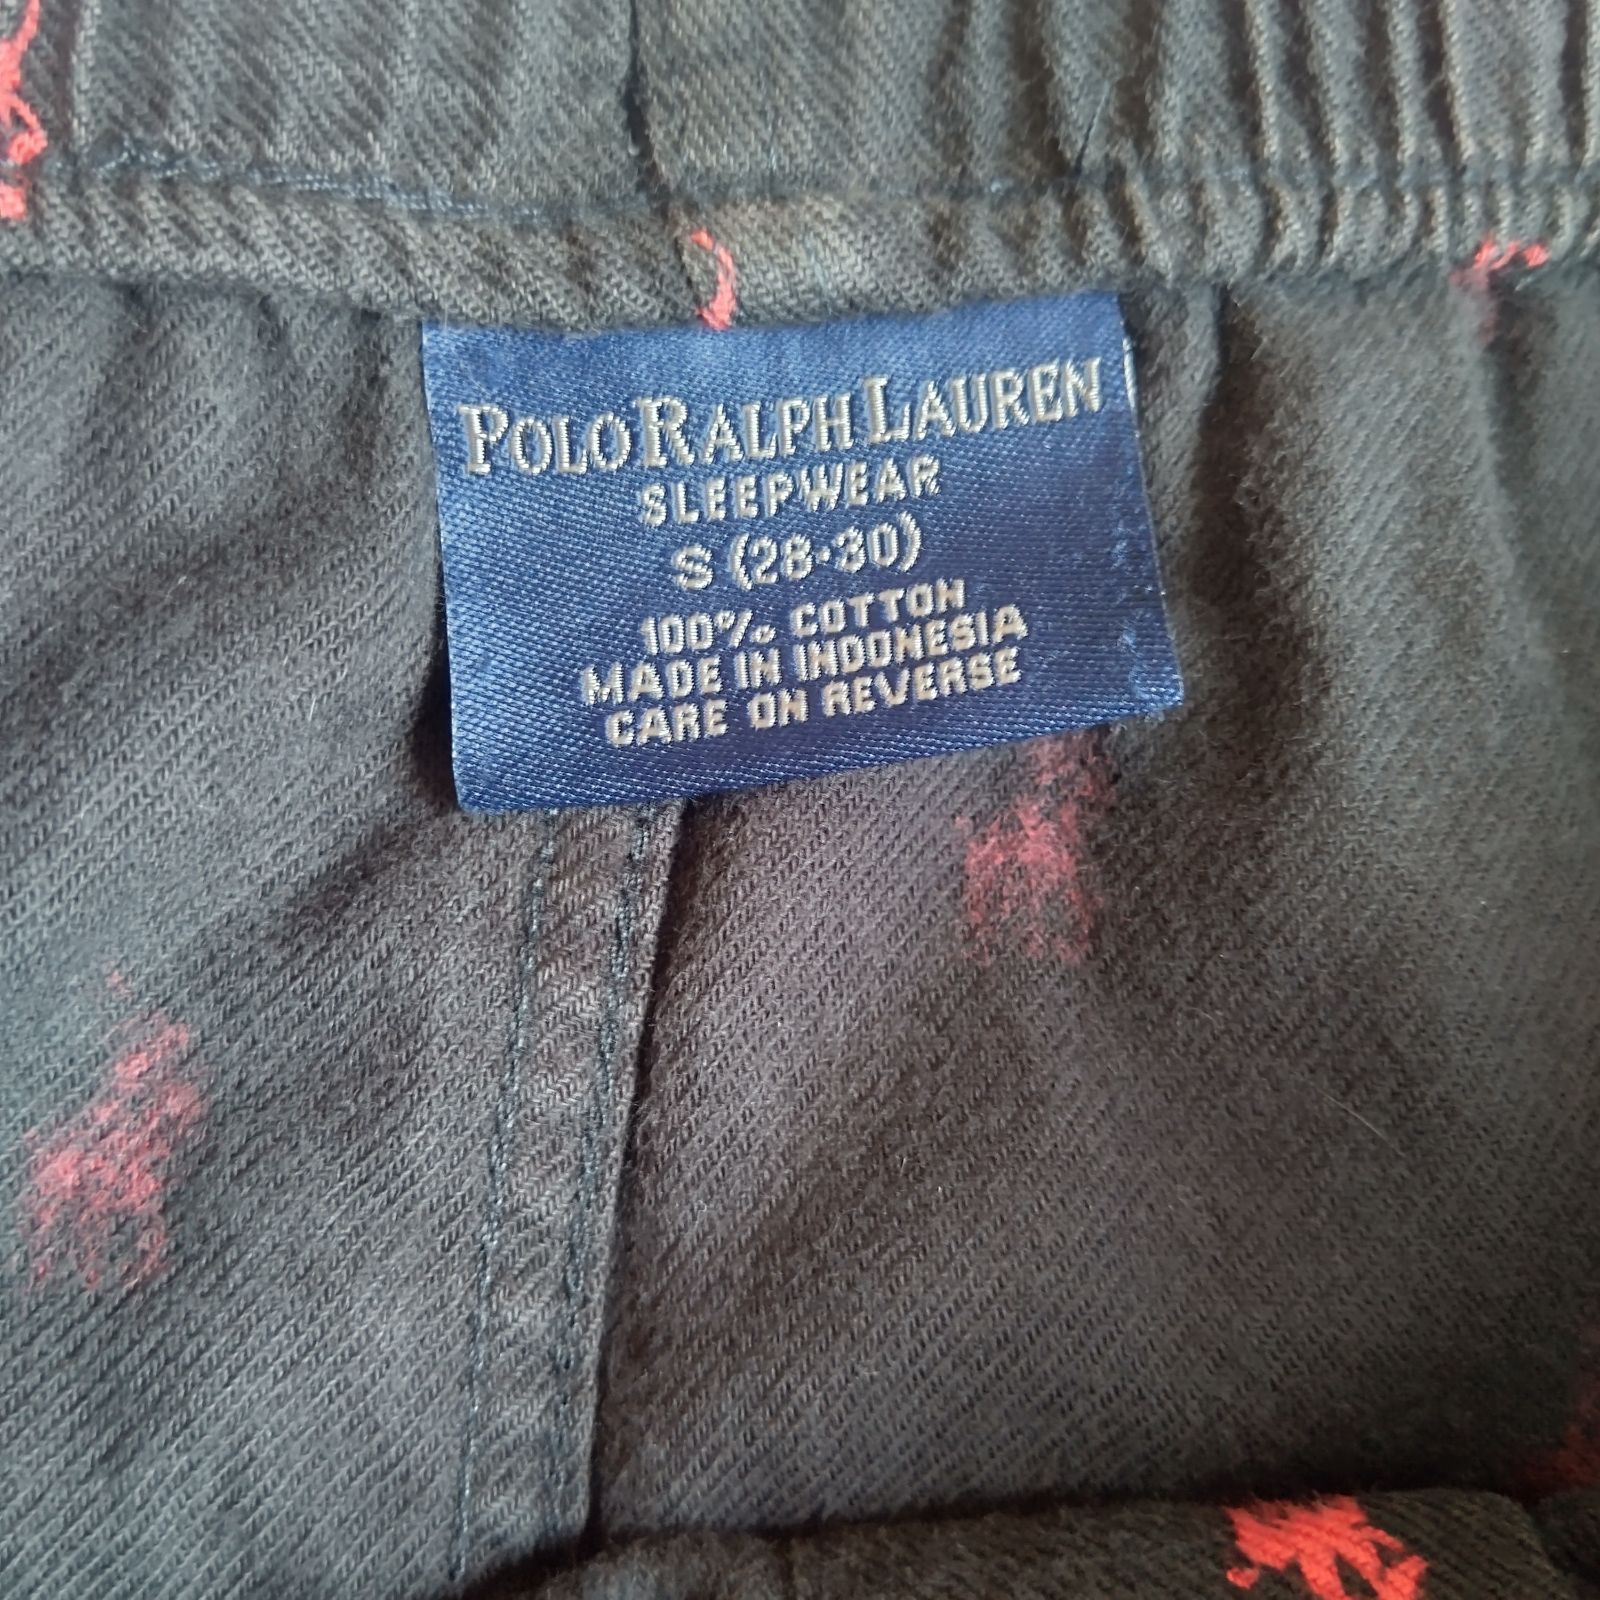 POLO RALPH LAUREN
SLEEPWEAR
S (28-30)
100% COTTON
MADE IN INDONESIA
CARE ON REVERSE